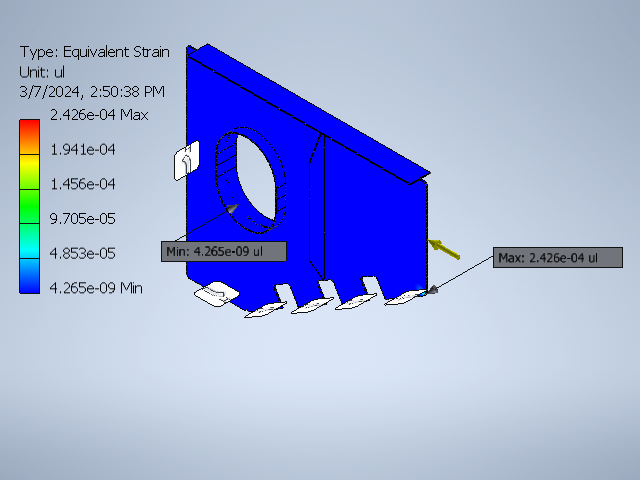 Type: Equivalent Strain
Unit: ul
3/7/2024, 2:50:38 PM
2.426e-04 Max
1.941e-04
1.456e-04
9.705e-05
4.853e-05
4.265e-09 Min
Min: 4.265e-09 ul
Max: 2.426e-04 ul